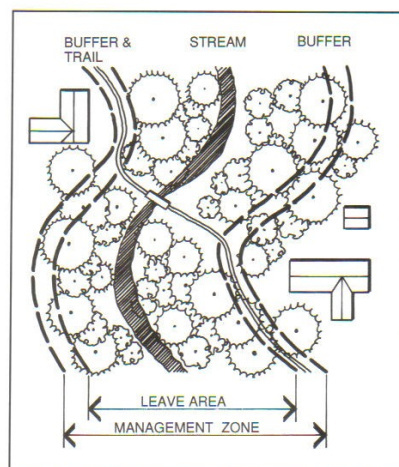 BUFFER & STREAM BUFFER
TRAIL
LEAVE AREA
MANAGEMENT ZONE